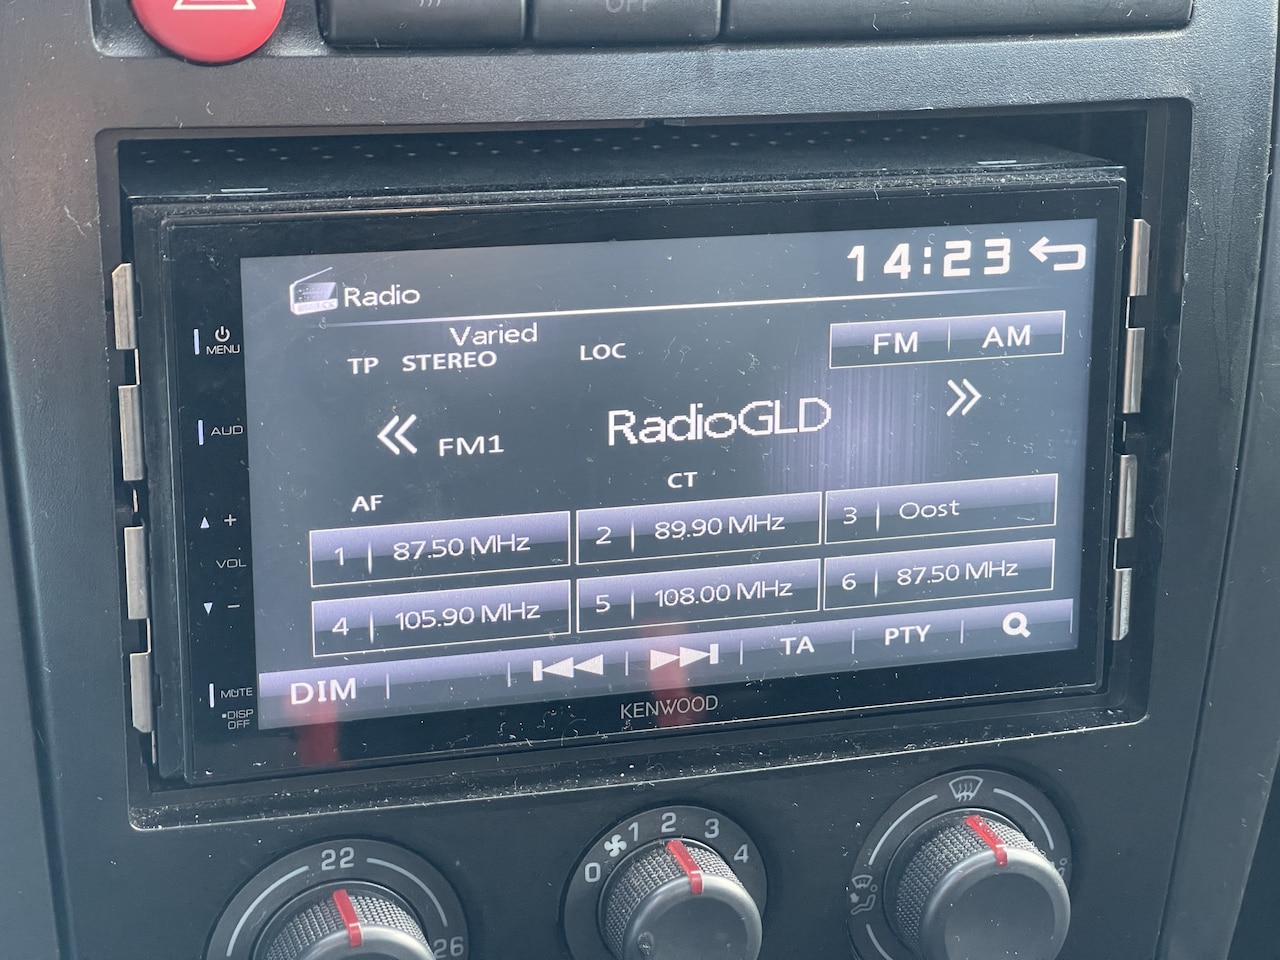 OFF
14:23
Radio
Varied
TP STEREO LOC
FM AM
MENU
AUD
RadioGLD
FM1
CT
AF
1 87.50 MHz
2 89.90 MHz
3 Oost
4 105.90 MHz
5 108.00 MHz
6 87.50 MHz
+
VOL
−
MUTE
DISP
OFF
DIM
TA
PTY
KENWOOD
22
26
0 1 2 3 4